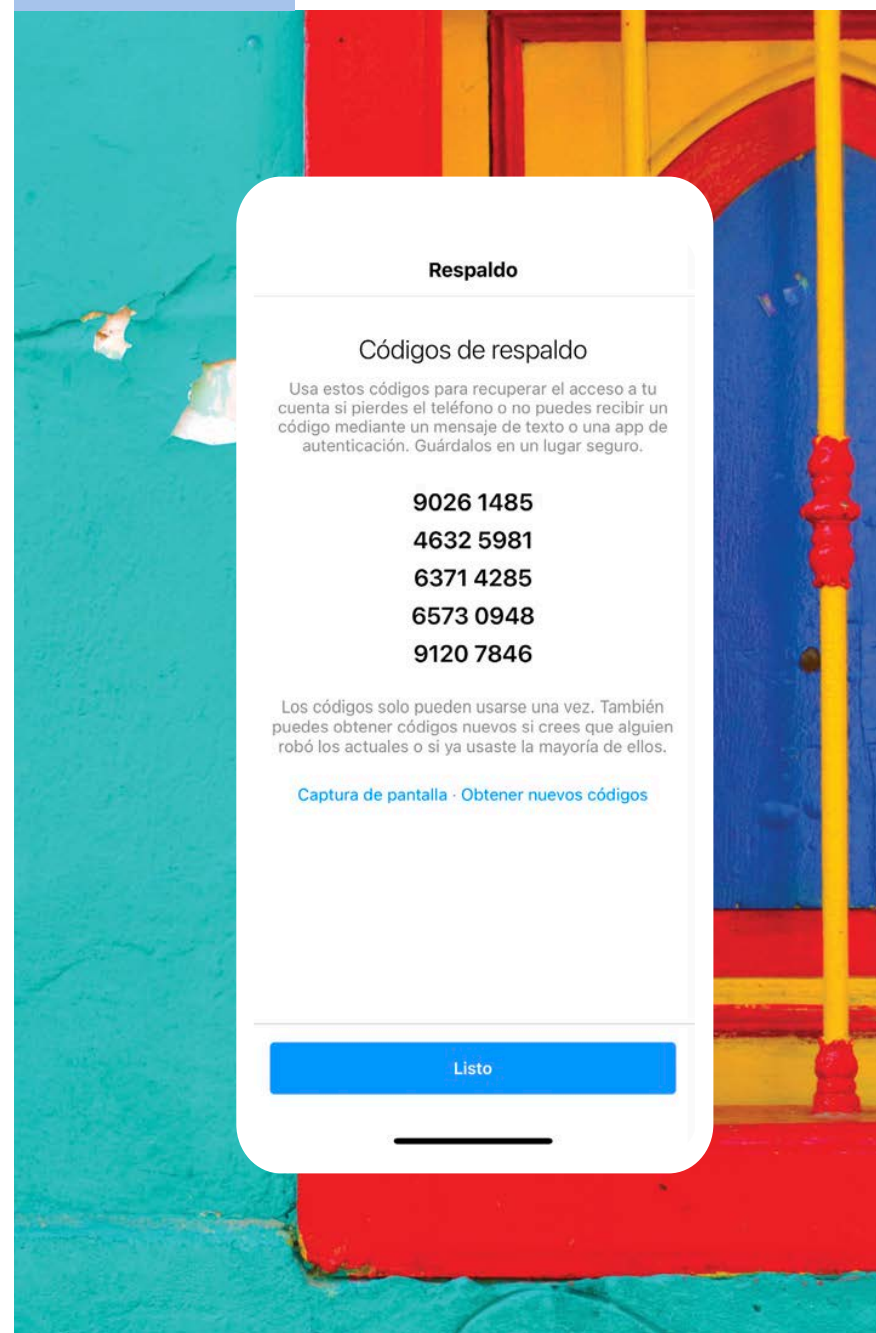 Respaldo
Códigos de respaldo
Usa estos códigos para recuperar el acceso a tu
cuenta si pierdes el teléfono o no puedes recibir un
código mediante un mensaje de texto o una app de
autenticación. Guárdalos en un lugar seguro.
9026 1485
4632 5981
6371 4285
6573 0948
9120 7846
Los códigos solo pueden usarse una vez. También
puedes obtener códigos nuevos si crees que alguien
robó los actuales o si ya usaste la mayoría de ellos.
Captura de pantalla · Obtener nuevos códigos
Listo